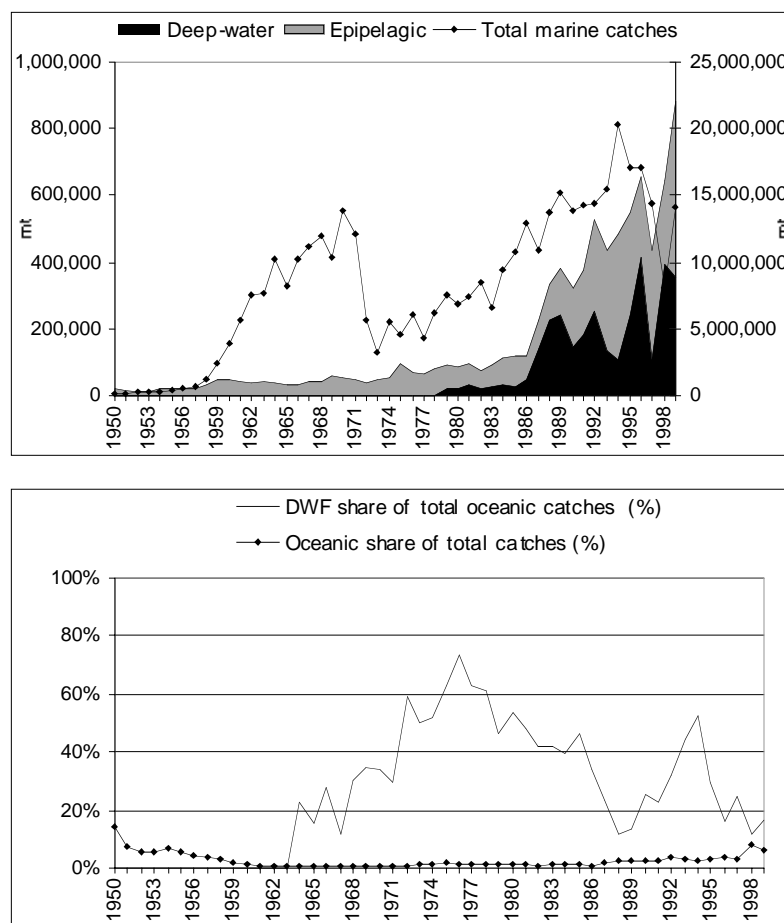 Deep-water Epipelagic Total marine catches
1,000,000 25,000,000
800,000 20,000,000
600,000 15,000,000
mt mt
400,000 10,000,000
200,000 5,000,000
0 0
1950 1953 1956 1959 1962 1965 1968 1971 1974 1977 1980 1983 1986 1989 1992 1995 1998
DWF share of total oceanic catches (%)
Oceanic share of total catches (%)
100%
80%
60%
40%
20%
0%
1950 1953 1956 1959 1962 1965 1968 1971 1974 1977 1980 1983 1986 1989 1992 1995 1998